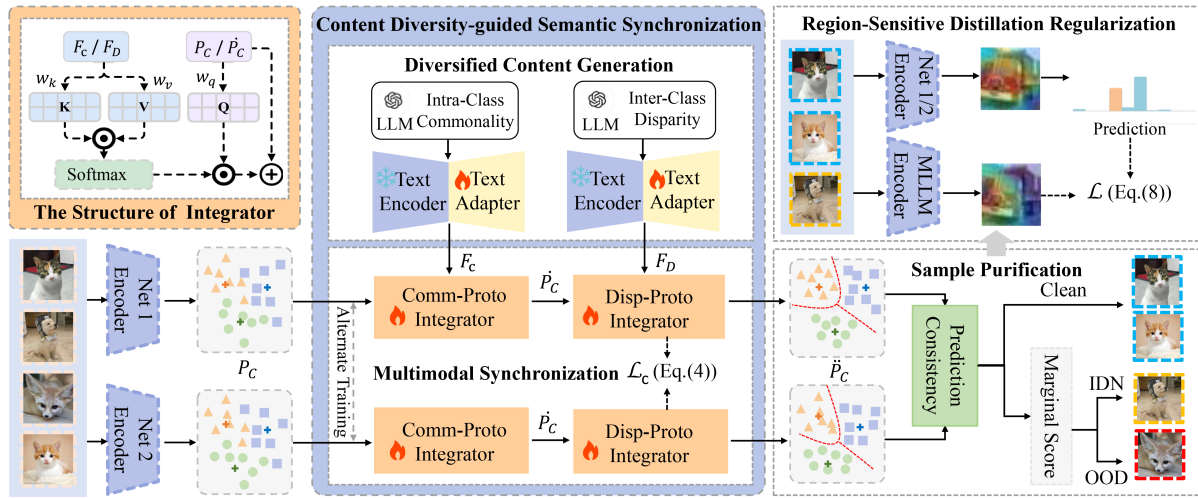 F_c / F_D
P_C / Ṗ_C
w_k
w_v
w_q
K
V
Q
Softmax
The Structure of Integrator
Content Diversity-guided Semantic Synchronization
Diversified Content Generation
LLM
Intra-Class
Commonality
LLM
Inter-Class
Disparity
Text
Encoder
Text
Adapter
Text
Encoder
Text
Adapter
F_c
Ṗ_C
F_D
Comm-Proto
Integrator
Disp-Proto
Integrator
Alternate Training
Multimodal Synchronization
ℒ_c (Eq.(4))
Ṗ_C
Comm-Proto
Integrator
Disp-Proto
Integrator
Net 1
Encoder
P_C
Net 2
Encoder
Region-Sensitive Distillation Regularization
Net 1/2
Encoder
Prediction
MLLM
Encoder
ℒ (Eq.(8))
Sample Purification
Clean
P̈_C
Prediction
Consistency
Marginal Score
IDN
OOD